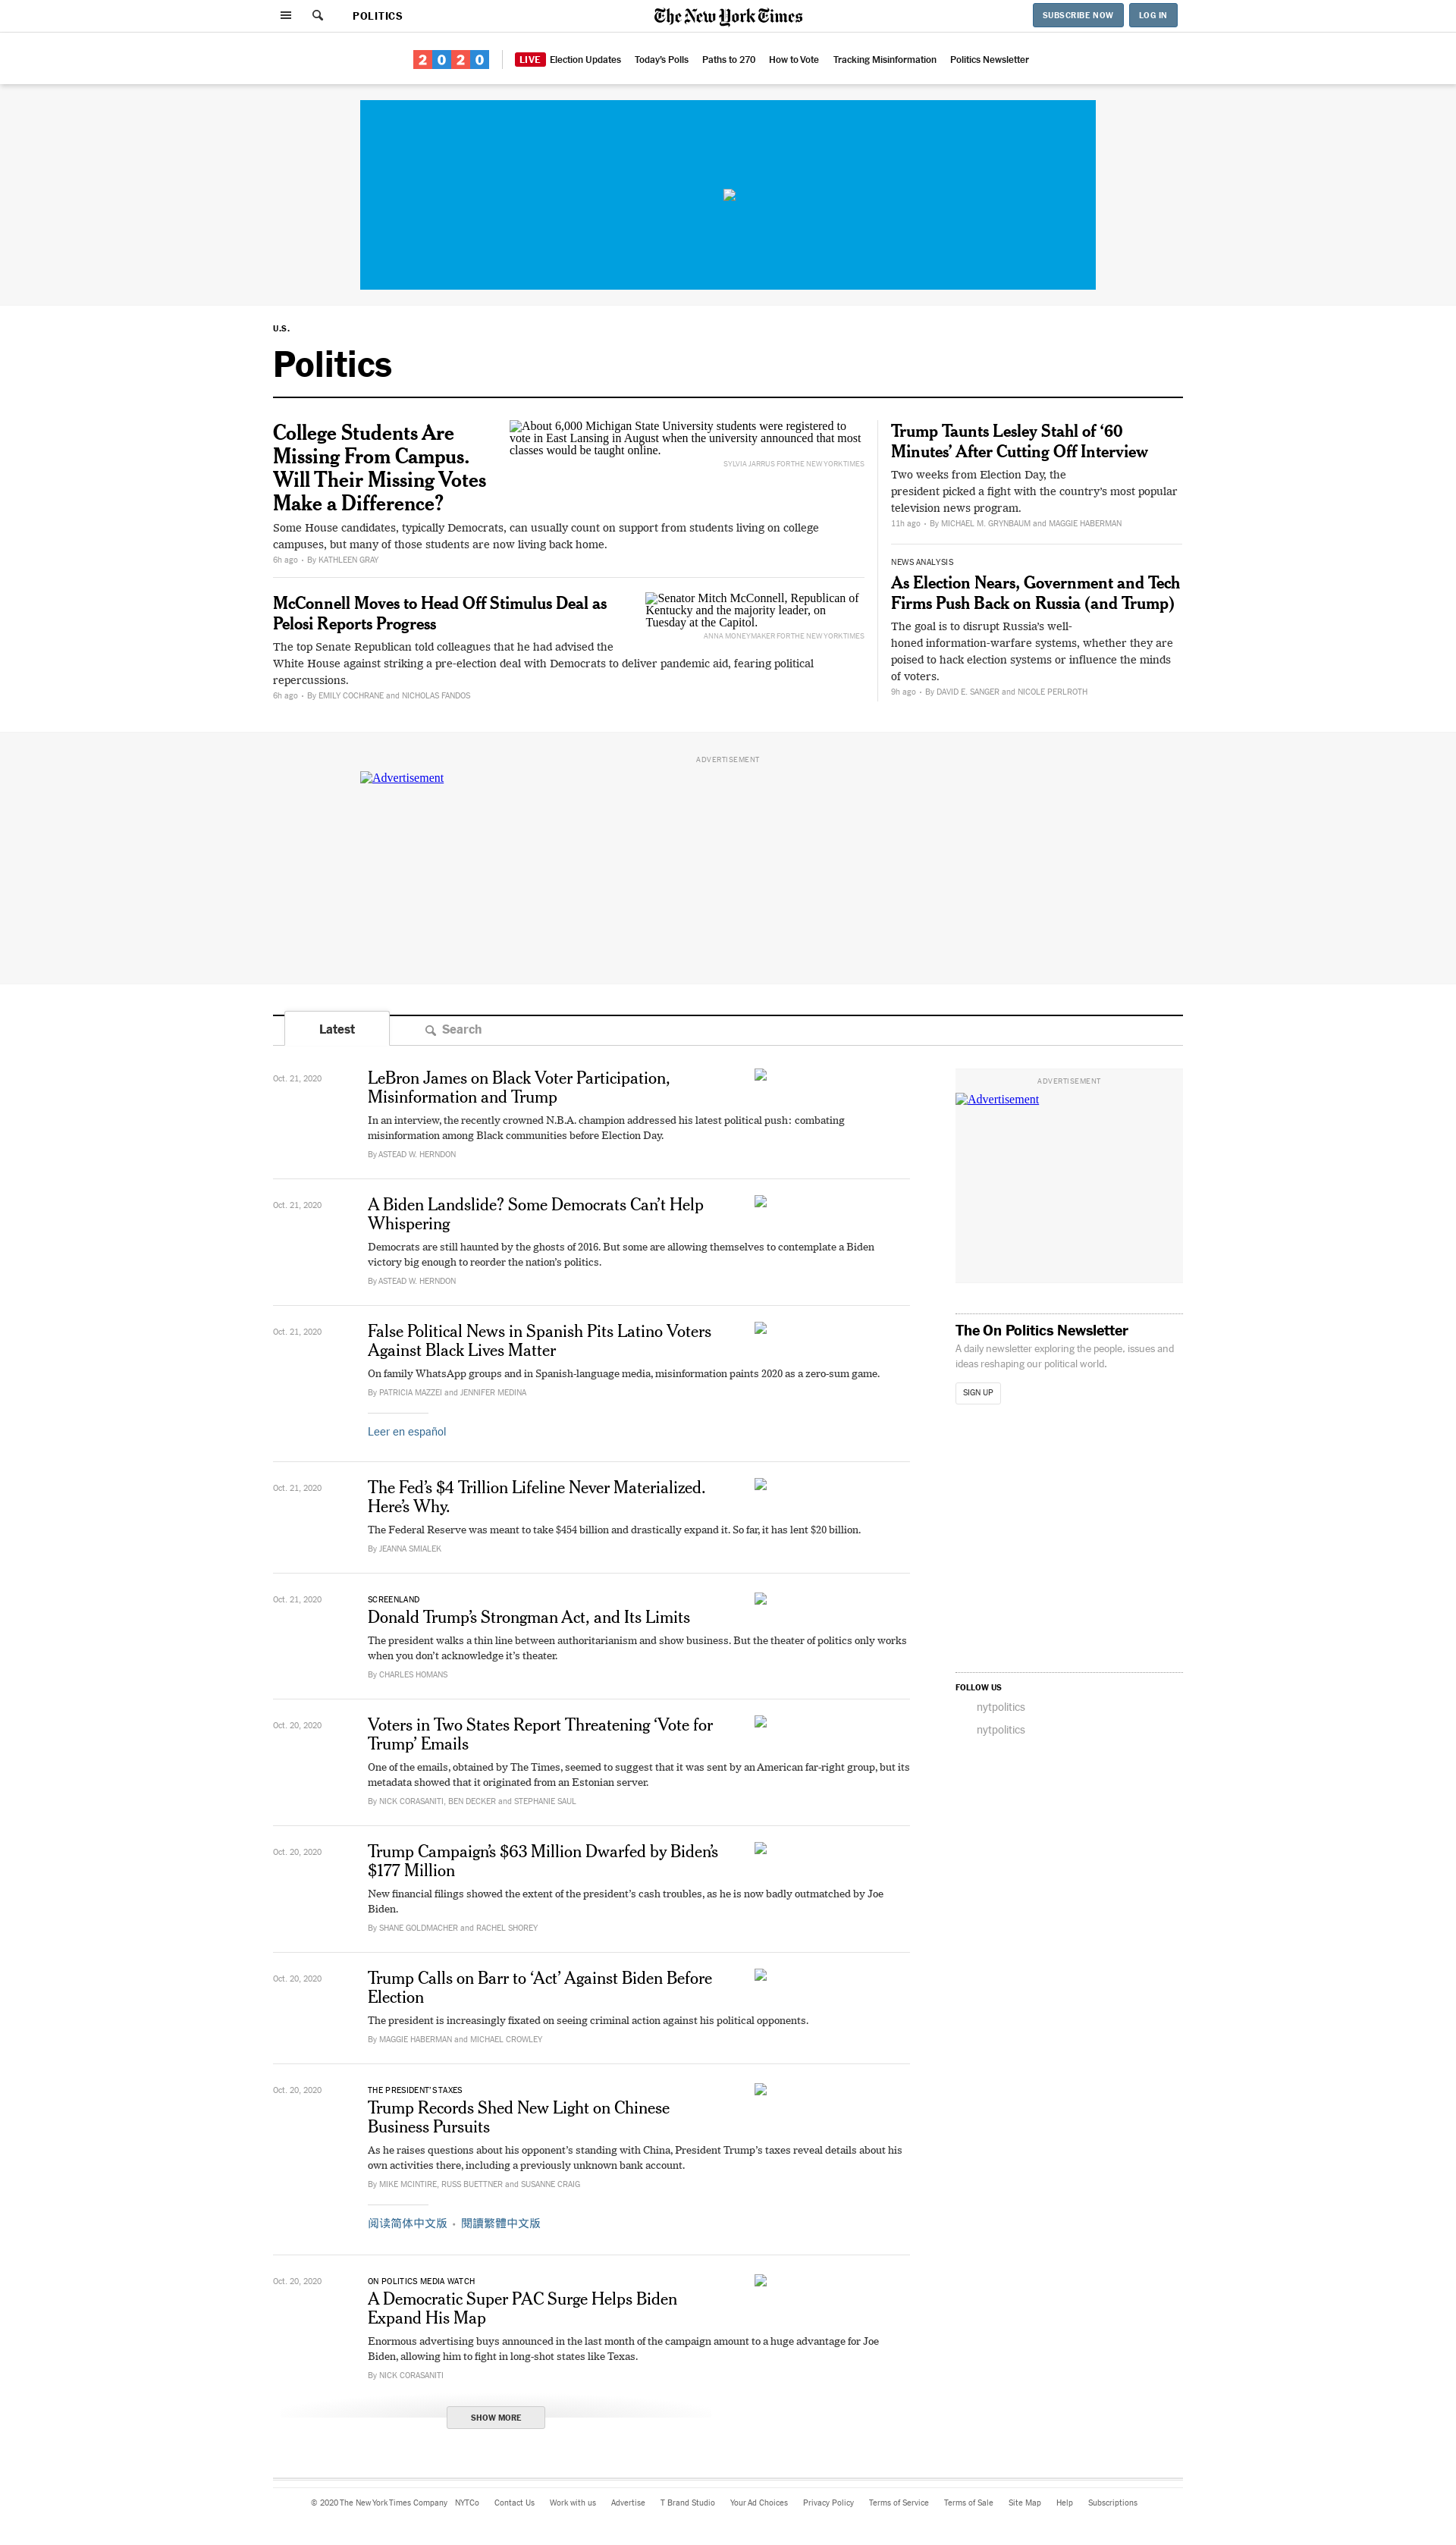 POLITICS
The New York Times
SUBSCRIBE NOW
LOG IN
2020
LIVE Election Updates
Today's Polls
Paths to 270
How to Vote
Tracking Misinformation
Politics Newsletter
U.S.
Politics
College Students Are
Missing From Campus.
Will Their Missing Votes
Make a Difference?
About 6,000 Michigan State University students were registered to
vote in East Lansing in August when the university announced that most
classes would be taught online.
SYLVIA JARRUS FOR THE NEW YORK TIMES
Some House candidates, typically Democrats, can usually count on support from students living on college
campuses, but many of those students are now living back home.
6h ago • By KATHLEEN GRAY
McConnell Moves to Head Off Stimulus Deal as
Pelosi Reports Progress
Senator Mitch McConnell, Republican of
Kentucky and the majority leader, on
Tuesday at the Capitol.
ANNA MONEYMAKER FOR THE NEW YORK TIMES
The top Senate Republican told colleagues that he had advised the
White House against striking a pre-election deal with Democrats to deliver pandemic aid, fearing political
repercussions.
6h ago • By EMILY COCHRANE and NICHOLAS FANDOS
Trump Taunts Lesley Stahl of ‘60
Minutes’ After Cutting Off Interview
Two weeks from Election Day, the
president picked a fight with the country’s most popular
television news program.
11h ago • By MICHAEL M. GRYNBAUM and MAGGIE HABERMAN
NEWS ANALYSIS
As Election Nears, Government and Tech
Firms Push Back on Russia (and Trump)
The goal is to disrupt Russia’s well-
honed information-warfare systems, whether they are
poised to hack election systems or influence the minds
of voters.
9h ago • By DAVID E. SANGER and NICOLE PERLROTH
ADVERTISEMENT
Advertisement
Latest
Search
Oct. 21, 2020
LeBron James on Black Voter Participation,
Misinformation and Trump
In an interview, the recently crowned N.B.A. champion addressed his latest political push: combating
misinformation among Black communities before Election Day.
By ASTEAD W. HERNDON
Oct. 21, 2020
A Biden Landslide? Some Democrats Can’t Help
Whispering
Democrats are still haunted by the ghosts of 2016. But some are allowing themselves to contemplate a Biden
victory big enough to reorder the nation’s politics.
By ASTEAD W. HERNDON
Oct. 21, 2020
False Political News in Spanish Pits Latino Voters
Against Black Lives Matter
On family WhatsApp groups and in Spanish-language media, misinformation paints 2020 as a zero-sum game.
By PATRICIA MAZZEI and JENNIFER MEDINA
Leer en español
Oct. 21, 2020
The Fed’s $4 Trillion Lifeline Never Materialized.
Here’s Why.
The Federal Reserve was meant to take $454 billion and drastically expand it. So far, it has lent $20 billion.
By JEANNA SMIALEK
Oct. 21, 2020
SCREENLAND
Donald Trump’s Strongman Act, and Its Limits
The president walks a thin line between authoritarianism and show business. But the theater of politics only works
when you don’t acknowledge it’s theater.
By CHARLES HOMANS
Oct. 20, 2020
Voters in Two States Report Threatening ‘Vote for
Trump’ Emails
One of the emails, obtained by The Times, seemed to suggest that it was sent by an American far-right group, but its
metadata showed that it originated from an Estonian server.
By NICK CORASANITI, BEN DECKER and STEPHANIE SAUL
Oct. 20, 2020
Trump Campaign’s $63 Million Dwarfed by Biden’s
$177 Million
New financial filings showed the extent of the president’s cash troubles, as he is now badly outmatched by Joe
Biden.
By SHANE GOLDMACHER and RACHEL SHOREY
Oct. 20, 2020
Trump Calls on Barr to ‘Act’ Against Biden Before
Election
The president is increasingly fixated on seeing criminal action against his political opponents.
By MAGGIE HABERMAN and MICHAEL CROWLEY
Oct. 20, 2020
THE PRESIDENT’S TAXES
Trump Records Shed New Light on Chinese
Business Pursuits
As he raises questions about his opponent’s standing with China, President Trump’s taxes reveal details about his
own activities there, including a previously unknown bank account.
By MIKE MCINTIRE, RUSS BUETTNER and SUSANNE CRAIG
阅读简体中文版 • 閱讀繁體中文版
Oct. 20, 2020
ON POLITICS MEDIA WATCH
A Democratic Super PAC Surge Helps Biden
Expand His Map
Enormous advertising buys announced in the last month of the campaign amount to a huge advantage for Joe
Biden, allowing him to fight in long-shot states like Texas.
By NICK CORASANITI
SHOW MORE
ADVERTISEMENT
Advertisement
The On Politics Newsletter
A daily newsletter exploring the people, issues and
ideas reshaping our political world.
SIGN UP
FOLLOW US
nytpolitics
nytpolitics
© 2020 The New York Times Company
NYTCo
Contact Us
Work with us
Advertise
T Brand Studio
Your Ad Choices
Privacy Policy
Terms of Service
Terms of Sale
Site Map
Help
Subscriptions